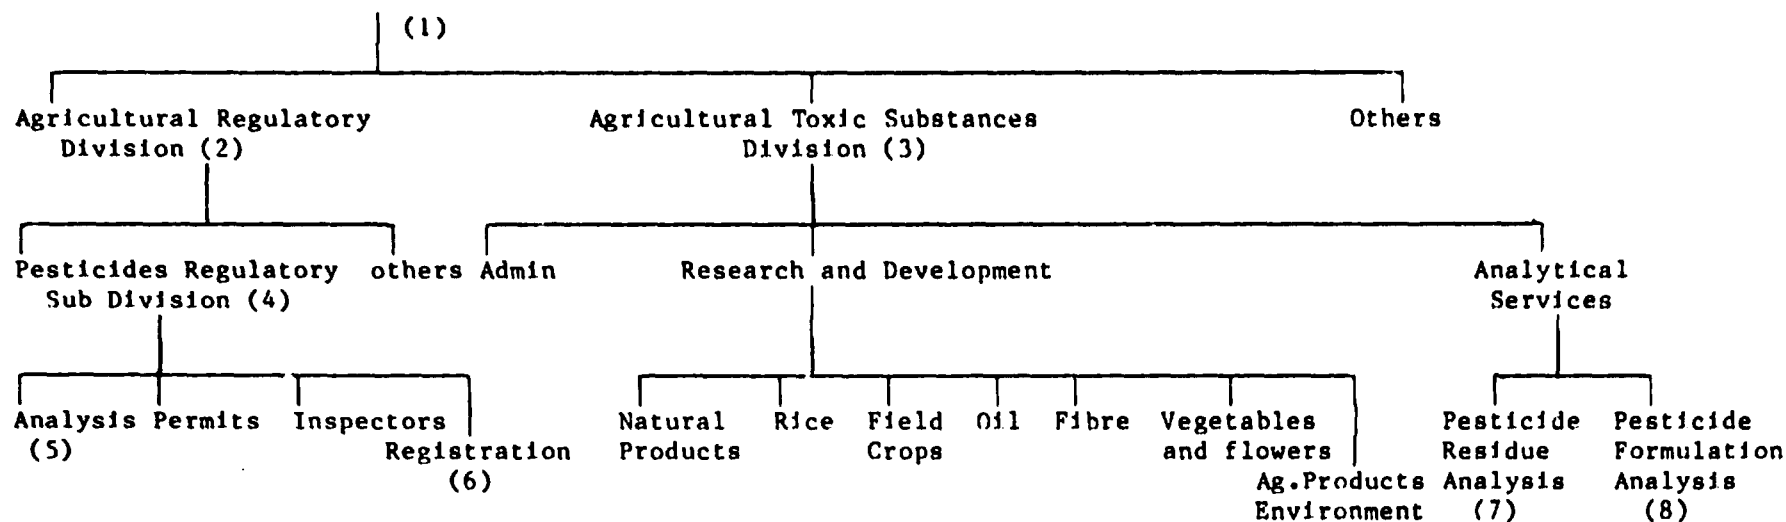 (1)
Agricultural Regulatory
Division (2)
Agricultural Toxic Substances
Division (3)
Others
Pesticides Regulatory
Sub Division (4)
others
Admin
Research and Development
Analytical
Services
Analysis
(5)
Permits
Inspectors
Registration
(6)
Natural
Products
Rice
Field
Crops
Oil
Fibre
Vegetables
and flowers
Ag.Products
Environment
Pesticide
Residue
Analysis
(7)
Pesticide
Formulation
Analysis
(8)